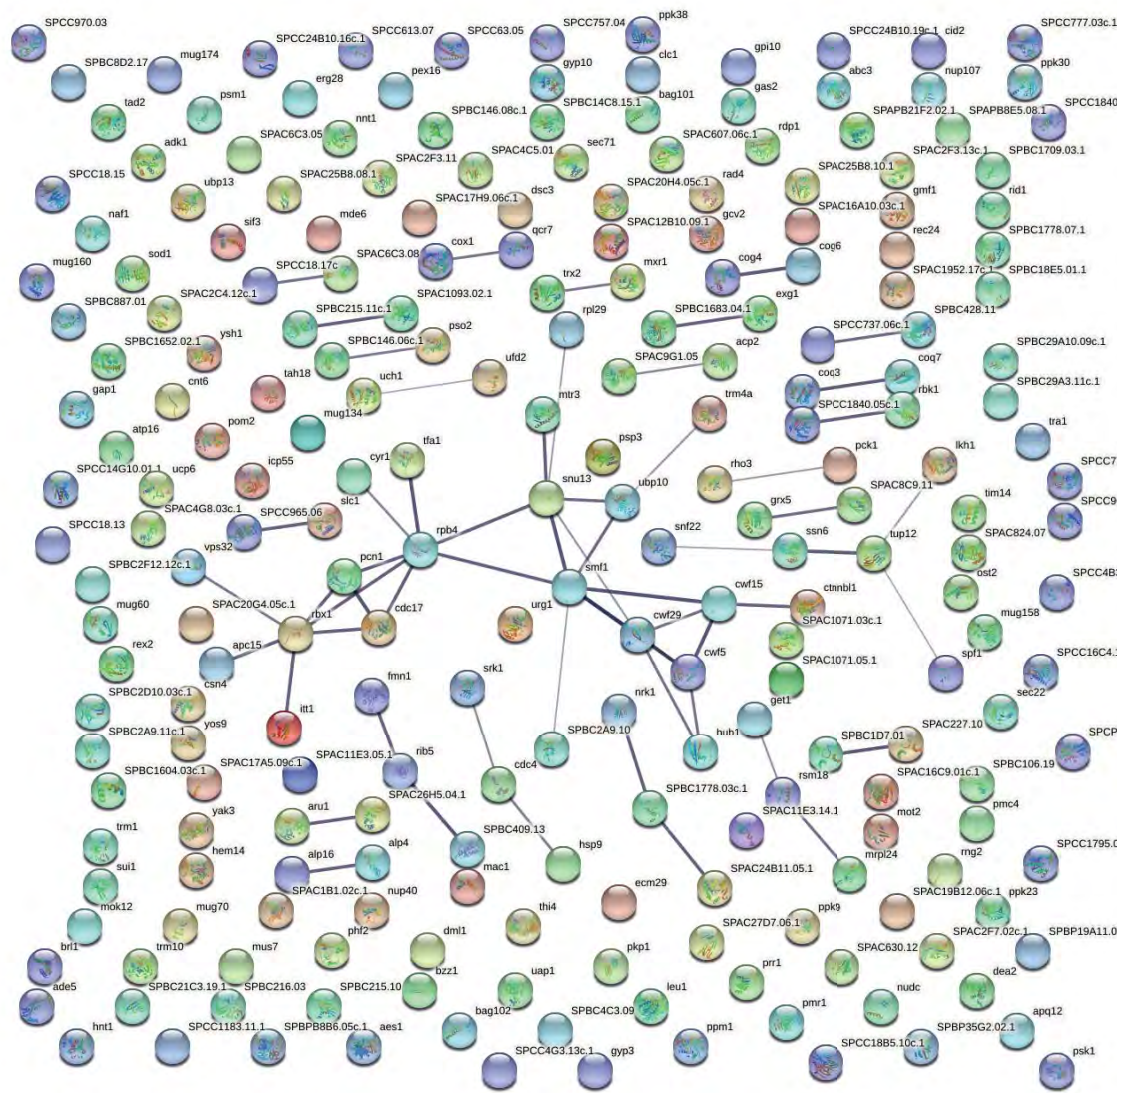 SPCC970.03
SPCC613.07
SPCC63.05
SPCC757.04
ppk38
SPCC777.03c.1
SPCC24B10.16c.1
SPCC24B10.19c.1
cid2
gpi10
SPBC8D2.17
mug174
erg28
pex16
gyp10
clc1
abc3
nup107
ppk30
tad2
psm1
SPBC146.08c.1
SPBC14C8.15.1
bag101
gas2
SPAPB21F2.02.1
SPAPB8E5.08.1
SPCC1840
adk1
SPAC6C3.05
nnt1
SPAC4C5.01
sec71
SPAC607.06c.1
rdp1
SPAC2F3.13c.1
SPBC1709.03.1
SPCC18.15
ubp13
SPAC25B8.08.1
SPAC2F3.11
dsc3
SPAC20H4.05c.1
rad4
SPAC25B8.10.1
gmf1
rid1
naf1
sif3
mde6
SPAC17H9.06c.1
SPAC12B10.09.1
gcv2
SPAC16A10.03c.1
rec24
SPBC1778.07.1
mug160
sod1
SPCC18.17c
SPAC6C3.08
cox1
qcr7
trx2
mxr1
cog4
cog6
SPAC1952.17c.1
SPBC18E5.01.1
SPBC887.01
SPAC2C4.12c.1
SPBC215.11c.1
SPAC1093.02.1
rpl29
SPBC1683.04.1
exg1
SPCC737.06c.1
SPBC428.11
SPBC1652.02.1
ysh1
SPBC146.06c.1
pso2
SPAC9G1.05
acp2
SPBC29A10.09c.1
gap1
cnt6
tah18
uch1
ufd2
coq3
coq7
SPBC29A3.11c.1
mtr3
trm4a
SPCC1840.05c.1
rbk1
atp16
pom2
mug134
tfa1
psp3
tra1
SPCC14G10.01.1
ucp6
icp55
cyr1
snu13
ubp10
rho3
pck1
lkh1
SPCC7
SPCC18.13
SPAC4G8.03c.1
SPCC965.06
slc1
rpb4
grx5
SPAC8C9.11
tim14
SPCC9
vps32
pcn1
smf1
snf22
ssn6
tup12
SPAC824.07
SPBC2F12.12c.1
ost2
mug60
SPAC20G4.05c.1
rbx1
cdc17
urg1
cwf15
ctnnbl1
mug158
rex2
apc15
cwf29
SPAC1071.03c.1
csn4
fmn1
srk1
cwf5
SPAC1071.05.1
spf1
SPCC16C4.
SPBC2D10.03c.1
itt1
nrk1
get1
sec22
SPBC2A9.11c.1
yos9
SPBC2A9.10
hub1
SPBC1D7.01
SPAC227.10
SPCP
SPBC1604.03c.1
SPAC17A5.09c.1
SPAC11E3.05.1
rib5
cdc4
rsm18
SPAC16C9.01c.1
SPBC106.19
SPAC26H5.04.1
SPBC1778.03c.1
SPAC11E3.14.1
mot2
pmc4
trm1
yak3
aru1
SPBC409.13
hsp9
mrpl24
SPCC1795.0
sui1
hem14
alp16
alp4
mac1
SPAC24B11.05.1
rng2
mok12
mug70
SPAC1B1.02c.1
nup40
thi4
ecm29
SPAC27D7.06.1
ppk9
SPAC19B12.06c.1
ppk23
brl1
trm10
mus7
phf2
dml1
pkp1
prr1
SPAC630.12
SPAC2F7.02c.1
SPBP19A11.0
ade5
SPBC21C3.19.1
SPBC216.03
SPBC215.10
bzz1
uap1
leu1
pmr1
nudc
dea2
hnt1
SPCC1183.11.1
SPBPB8B6.05c.1
aes1
bag102
SPBC4C3.09
ppm1
SPBP35G2.02.1
apq12
SPCC4G3.13c.1
gyp3
SPCC18B5.10c.1
psk1